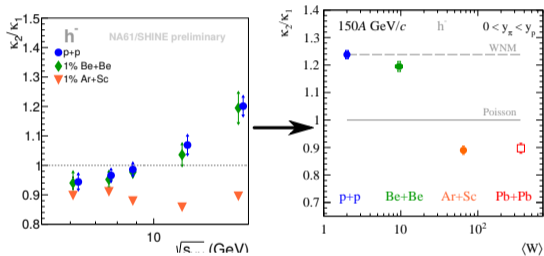 κ₂/κ₁
1.5
1.4
1.3
1.2
1.1
1
0.9
0.8
h⁻
NA61/SHINE preliminary
p+p
1% Be+Be
1% Ar+Sc
10
(GeV)
κ₂/κ₁
1.4
1.3
1.2
1.1
1
0.9
0.8
0.7
150A GeV/c
h⁻
0 < y_π < y_p
WNM
Poisson
p+p
Be+Be
Ar+Sc
Pb+Pb
1
10
10²
⟨W⟩